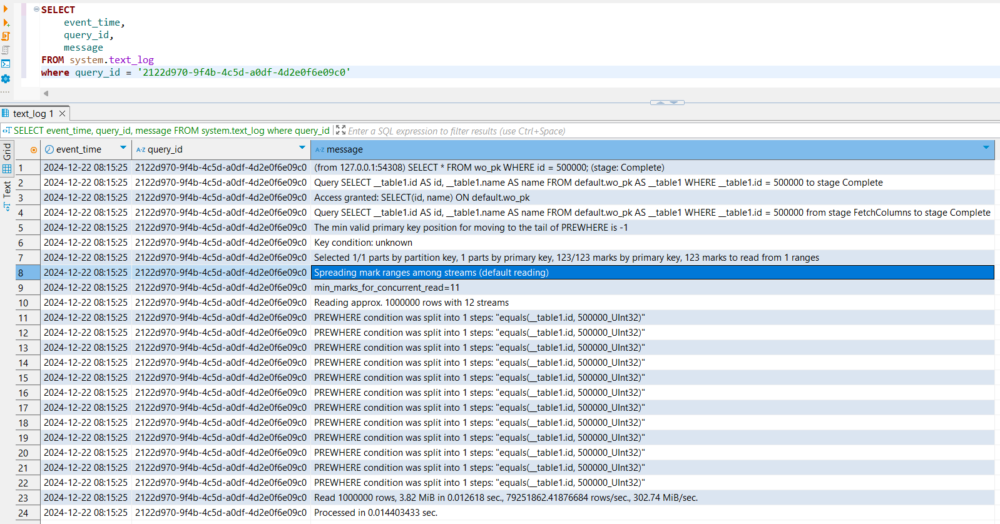 SELECT
event_time,
query_id,
message
FROM system.text_log
where query_id = '2122d970-9f4b-4c5d-a0df-4d2e0f6e09c0'
text_log 1
SELECT event_time, query_id, message FROM system.text_log where query_id Enter a SQL expression to filter results (use Ctrl+Space)
Grid
Text
event_time A-Z query_id A-Z message
1 2024-12-22 08:15:25 2122d970-9f4b-4c5d-a0df-4d2e0f6e09c0 (from 127.0.0.1:54308) SELECT * FROM wo_pk WHERE id = 500000; (stage: Complete)
2 2024-12-22 08:15:25 2122d970-9f4b-4c5d-a0df-4d2e0f6e09c0 Query SELECT __table1.id AS id, __table1.name AS name FROM default.wo_pk AS __table1 WHERE __table1.id = 500000 to stage Complete
3 2024-12-22 08:15:25 2122d970-9f4b-4c5d-a0df-4d2e0f6e09c0 Access granted: SELECT(id, name) ON default.wo_pk
4 2024-12-22 08:15:25 2122d970-9f4b-4c5d-a0df-4d2e0f6e09c0 Query SELECT __table1.id AS id, __table1.name AS name FROM default.wo_pk AS __table1 WHERE __table1.id = 500000 from stage FetchColumns to stage Complete
5 2024-12-22 08:15:25 2122d970-9f4b-4c5d-a0df-4d2e0f6e09c0 The min valid primary key position for moving to the tail of PREWHERE is -1
6 2024-12-22 08:15:25 2122d970-9f4b-4c5d-a0df-4d2e0f6e09c0 Key condition: unknown
7 2024-12-22 08:15:25 2122d970-9f4b-4c5d-a0df-4d2e0f6e09c0 Selected 1/1 parts by partition key, 1 parts by primary key, 123/123 marks by primary key, 123 marks to read from 1 ranges
8 2024-12-22 08:15:25 2122d970-9f4b-4c5d-a0df-4d2e0f6e09c0 Spreading mark ranges among streams (default reading)
9 2024-12-22 08:15:25 2122d970-9f4b-4c5d-a0df-4d2e0f6e09c0 min_marks_for_concurrent_read=11
10 2024-12-22 08:15:25 2122d970-9f4b-4c5d-a0df-4d2e0f6e09c0 Reading approx. 1000000 rows with 12 streams
11 2024-12-22 08:15:25 2122d970-9f4b-4c5d-a0df-4d2e0f6e09c0 PREWHERE condition was split into 1 steps: "equals(__table1.id, 500000_UInt32)"
12 2024-12-22 08:15:25 2122d970-9f4b-4c5d-a0df-4d2e0f6e09c0 PREWHERE condition was split into 1 steps: "equals(__table1.id, 500000_UInt32)"
13 2024-12-22 08:15:25 2122d970-9f4b-4c5d-a0df-4d2e0f6e09c0 PREWHERE condition was split into 1 steps: "equals(__table1.id, 500000_UInt32)"
14 2024-12-22 08:15:25 2122d970-9f4b-4c5d-a0df-4d2e0f6e09c0 PREWHERE condition was split into 1 steps: "equals(__table1.id, 500000_UInt32)"
15 2024-12-22 08:15:25 2122d970-9f4b-4c5d-a0df-4d2e0f6e09c0 PREWHERE condition was split into 1 steps: "equals(__table1.id, 500000_UInt32)"
16 2024-12-22 08:15:25 2122d970-9f4b-4c5d-a0df-4d2e0f6e09c0 PREWHERE condition was split into 1 steps: "equals(__table1.id, 500000_UInt32)"
17 2024-12-22 08:15:25 2122d970-9f4b-4c5d-a0df-4d2e0f6e09c0 PREWHERE condition was split into 1 steps: "equals(__table1.id, 500000_UInt32)"
18 2024-12-22 08:15:25 2122d970-9f4b-4c5d-a0df-4d2e0f6e09c0 PREWHERE condition was split into 1 steps: "equals(__table1.id, 500000_UInt32)"
19 2024-12-22 08:15:25 2122d970-9f4b-4c5d-a0df-4d2e0f6e09c0 PREWHERE condition was split into 1 steps: "equals(__table1.id, 500000_UInt32)"
20 2024-12-22 08:15:25 2122d970-9f4b-4c5d-a0df-4d2e0f6e09c0 PREWHERE condition was split into 1 steps: "equals(__table1.id, 500000_UInt32)"
21 2024-12-22 08:15:25 2122d970-9f4b-4c5d-a0df-4d2e0f6e09c0 PREWHERE condition was split into 1 steps: "equals(__table1.id, 500000_UInt32)"
22 2024-12-22 08:15:25 2122d970-9f4b-4c5d-a0df-4d2e0f6e09c0 PREWHERE condition was split into 1 steps: "equals(__table1.id, 500000_UInt32)"
23 2024-12-22 08:15:25 2122d970-9f4b-4c5d-a0df-4d2e0f6e09c0 Read 1000000 rows, 3.82 MiB in 0.012618 sec., 79251862.41876684 rows/sec., 302.74 MiB/sec.
24 2024-12-22 08:15:25 2122d970-9f4b-4c5d-a0df-4d2e0f6e09c0 Processed in 0.014403433 sec.